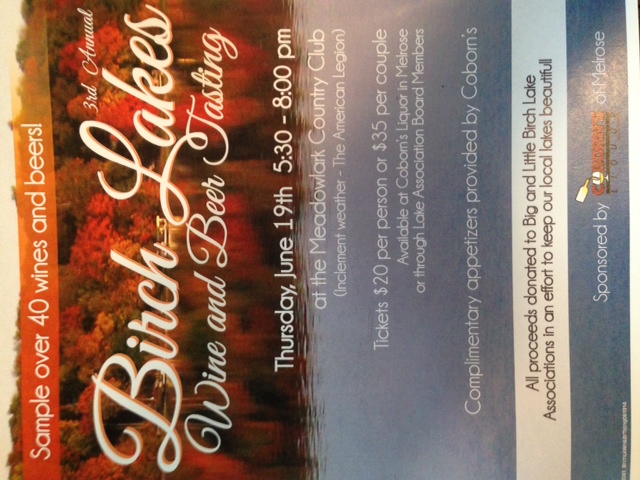 Sample over 40 wines and beers!
3rd Annual
Birch Lakes
Wine and Beer Tasting
Thursday, June 19th 5:30 - 8:00 pm
at the Meadowlark Country Club
(Inclement weather - The American Legion)
Tickets $20 per person or $35 per couple
Available at Coborn's Liquor in Melrose
or through Lake Association Board Members
Complimentary appetizers provided by Coborn's
All proceeds donated to Big and Little Birch Lake
Associations in an effort to keep our local lakes beautiful!
Sponsored by COBORN'S LIQUOR of Melrose